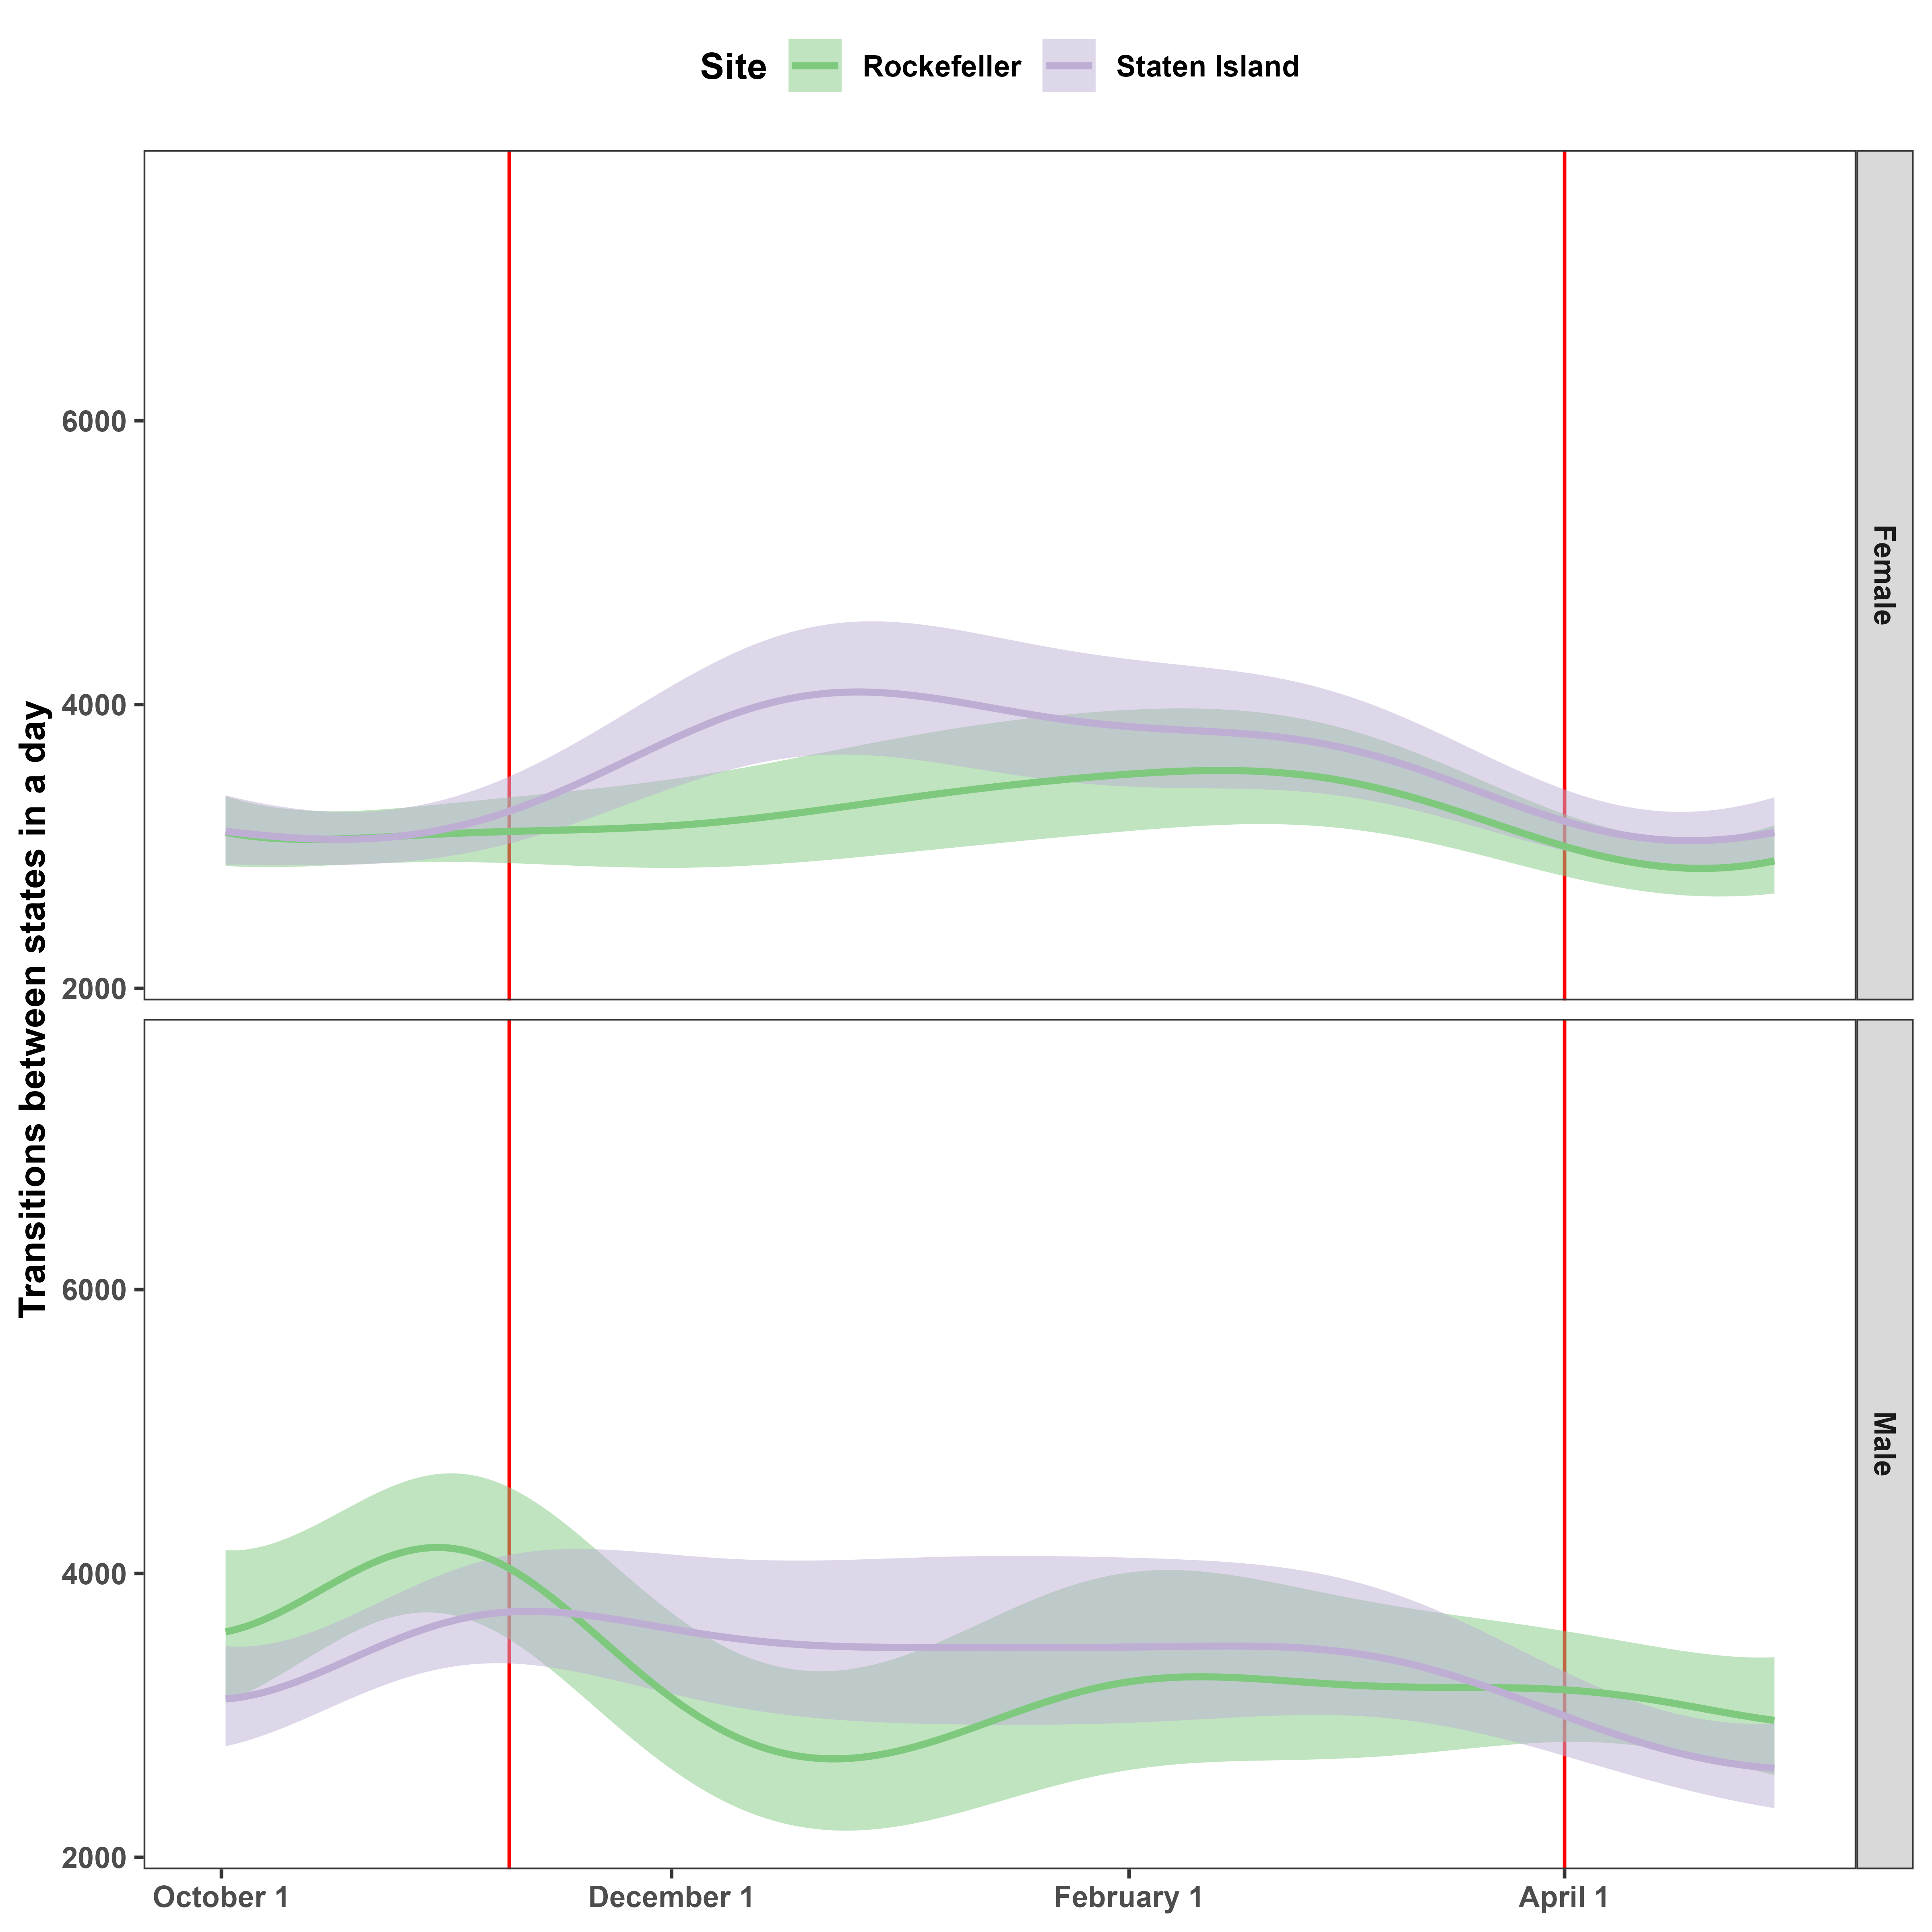 Site Rockefeller Staten Island
Transitions between states in a day
6000
4000
2000
Female
6000
4000
2000
Male
October 1 December 1 February 1 April 1